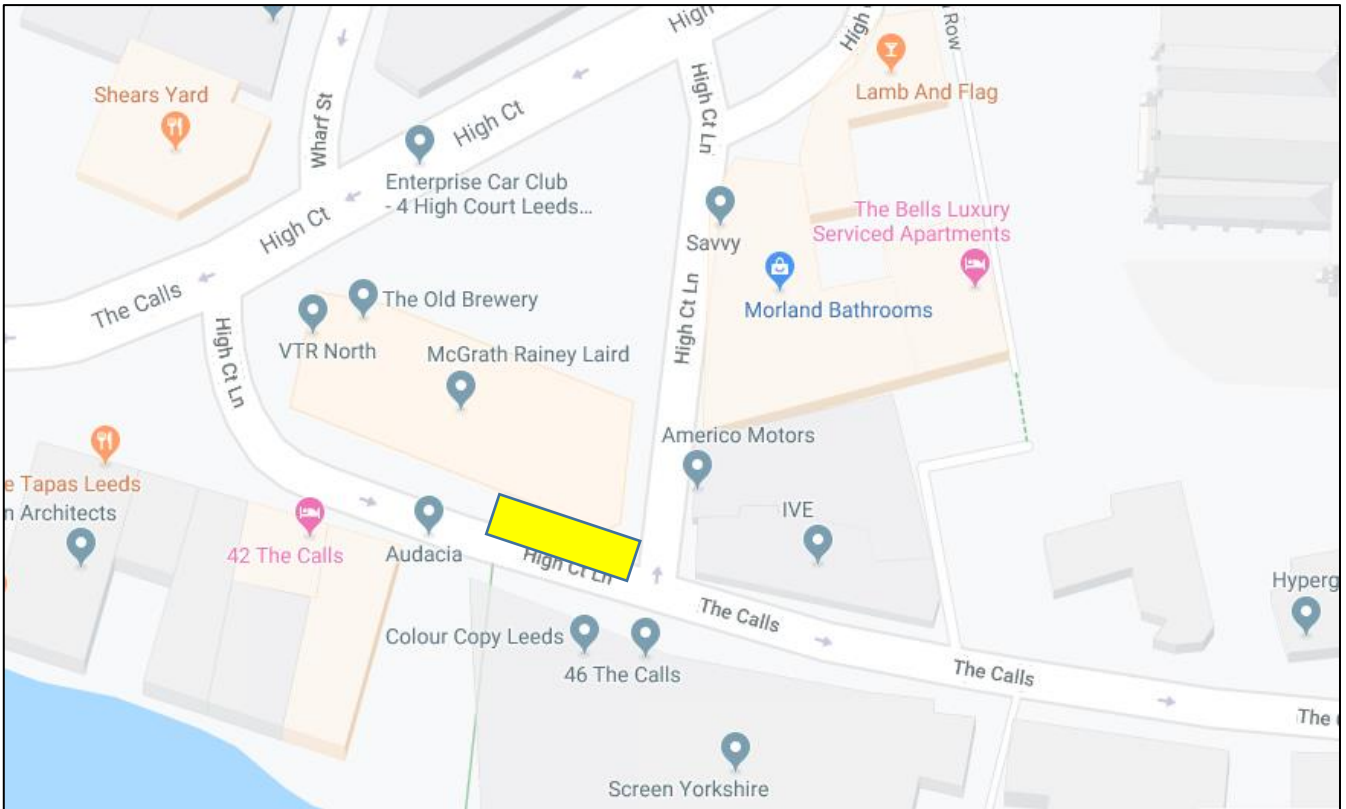 High
High
Row
Shears Yard
Wharf St
High Ct
High Ct Ln
Lamb And Flag
Enterprise Car Club
- 4 High Court Leeds...
High Ct
The Bells Luxury
Serviced Apartments
Savvy
The Calls
The Old Brewery
High Ct Ln
Morland Bathrooms
VTR North
McGrath Rainey Laird
High Ct Ln
Americo Motors
e Tapas Leeds
n Architects
IVE
42 The Calls
Audacia
High Ct Ln
Hyperg
The Calls
Colour Copy Leeds
46 The Calls
The Calls
The
Screen Yorkshire